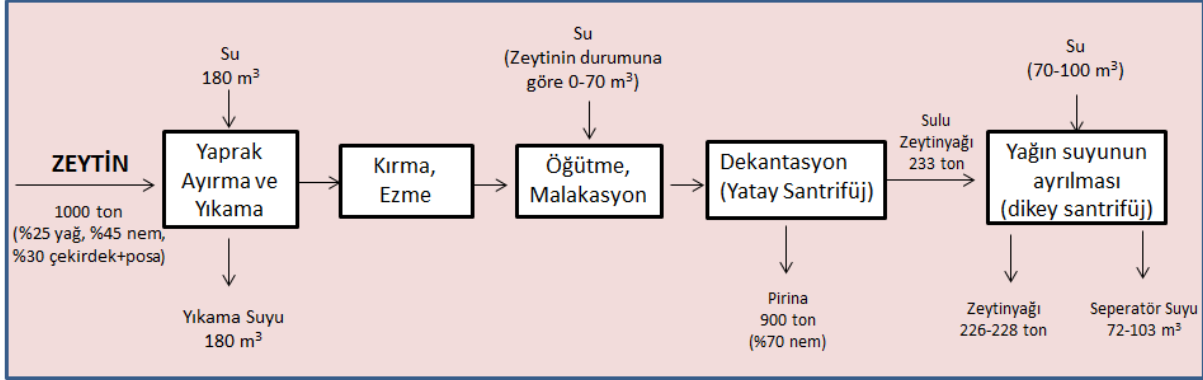 Su
180 m³
Su
(Zeytinin durumuna
göre 0-70 m³)
Su
(70-100 m³)
ZEYTİN
1000 ton
(%25 yağ, %45 nem,
%30 çekirdek+posa)
Yaprak
Ayırma ve
Yıkama
Kırma,
Ezme
Öğütme,
Malakasyon
Dekantasyon
(Yatay Santrifüj)
Sulu
Zeytinyağı
233 ton
Yağın suyunun
ayrılması
(dikey santrifüj)
Yıkama Suyu
180 m³
Pirina
900 ton
(%70 nem)
Zeytinyağı
226-228 ton
Seperatör Suyu
72-103 m³